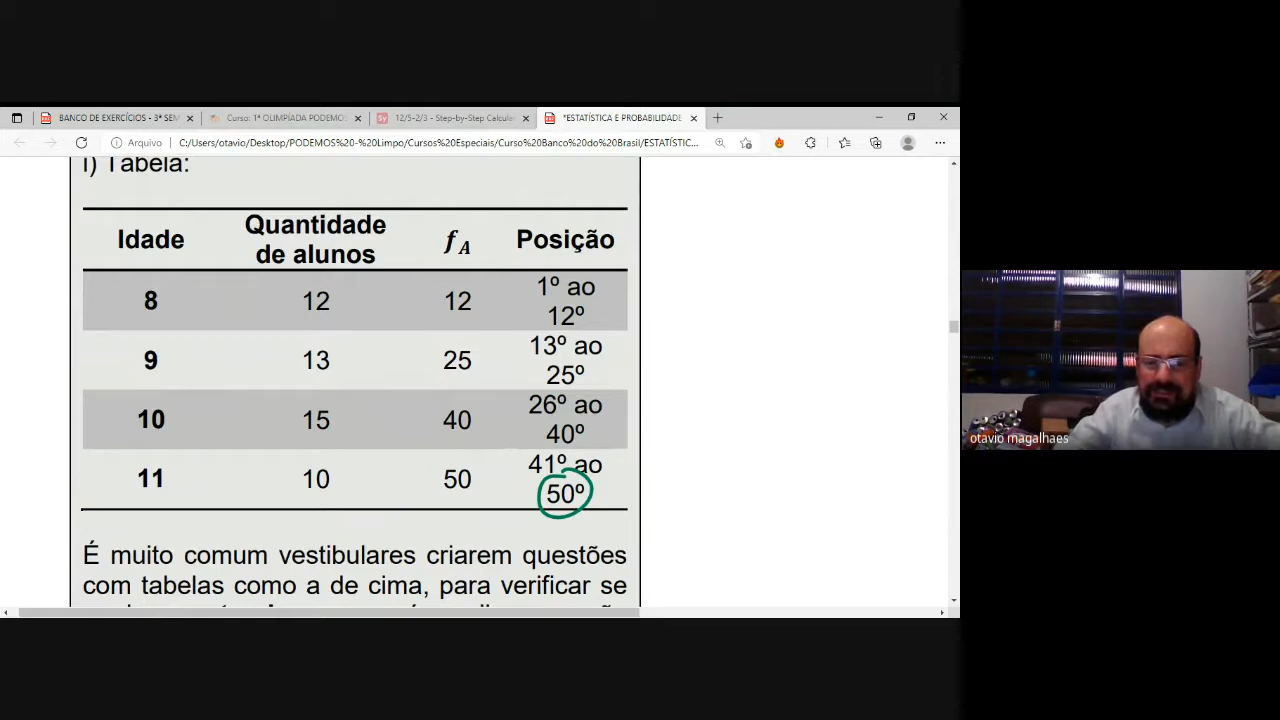 BANCO DE EXERCÍCIOS - 3ª SEM
Curso: 1ª OLIMPÍADA PODEMOS
Sy
12/5-2/3 - Step-by-Step Calcula
*ESTATÍSTICA E PROBABILIDADE
Arquivo
C:/Users/otavio/Desktop/PODEMOS%20-%20Limpo/Cursos%20Especiais/Curso%20Banco%20do%20Brasil/ESTATÍSTIC...
i) Tabela:
Idade Quantidade de alunos fA Posição
8 12 12 1º ao 12º
9 13 25 13º ao 25º
10 15 40 26º ao 40º
11 10 50 41º ao 50º
É muito comum vestibulares criarem questões
com tabelas como a de cima, para verificar se
otavio magalhaes